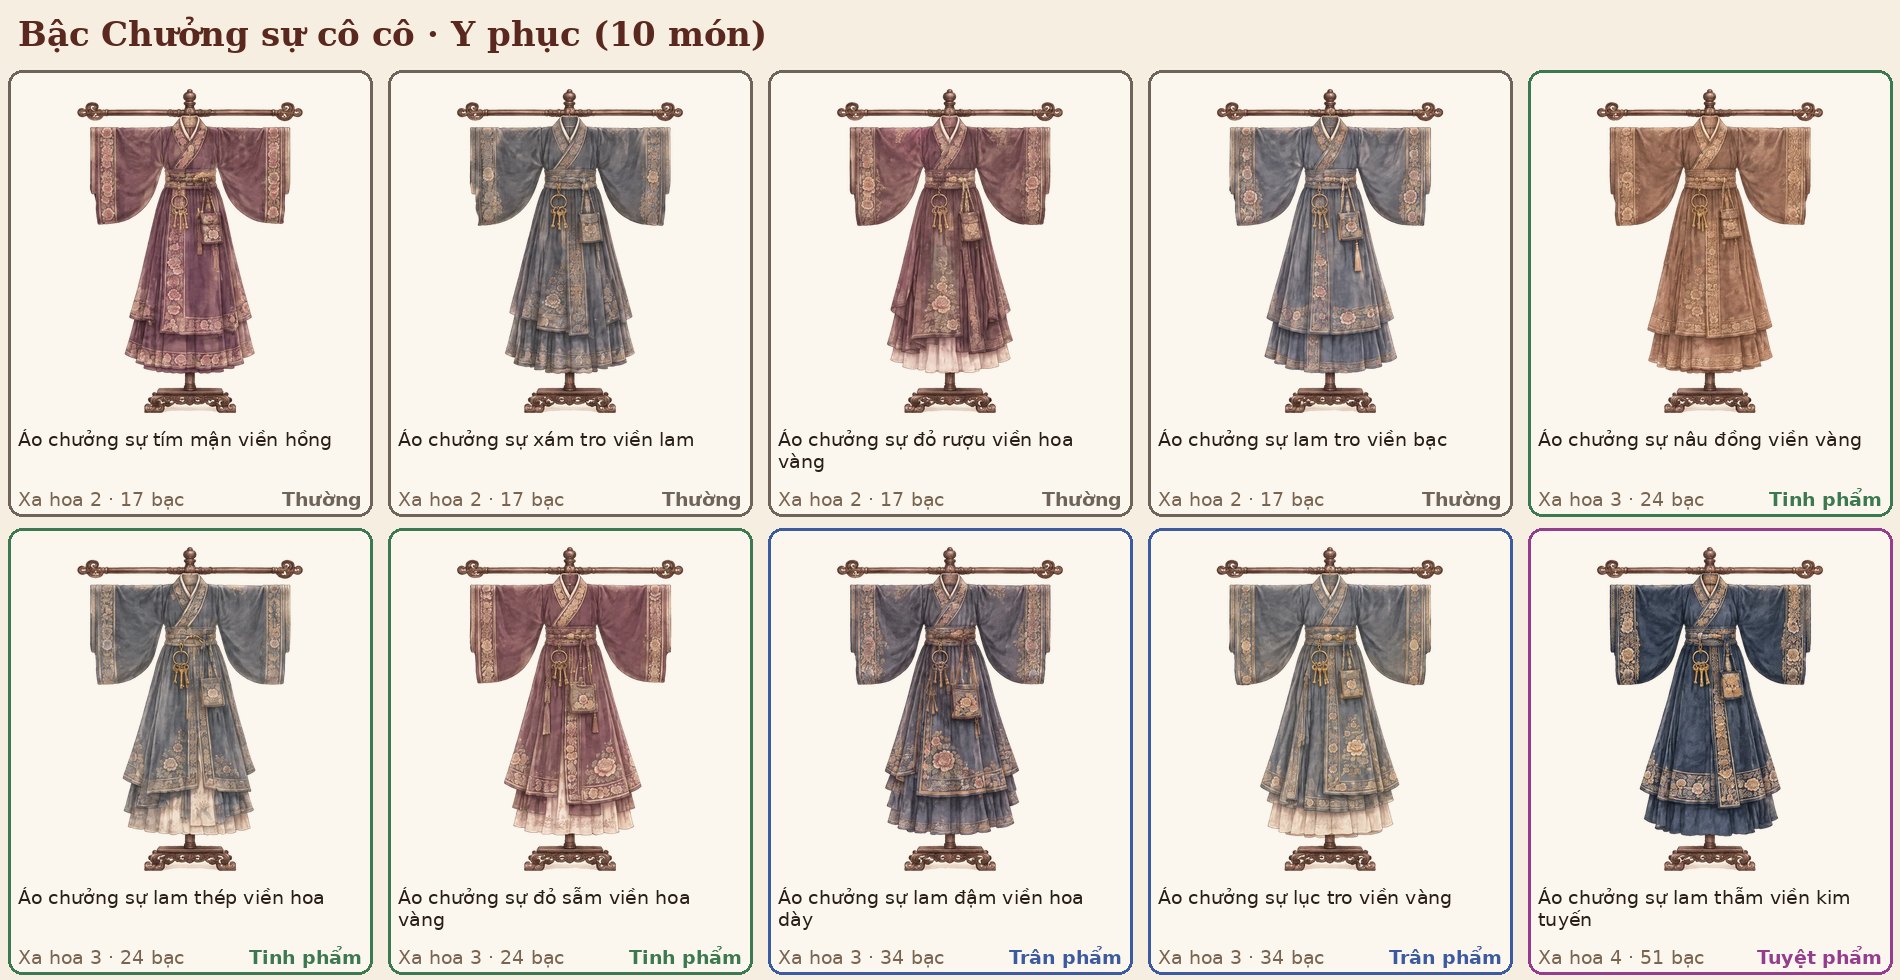 Bậc Chưởng sự cô cô · Y phục (10 món)
Áo chưởng sự tím mận viền hồng
Xa hoa 2 · 17 bạc Thường
Áo chưởng sự xám tro viền lam
Xa hoa 2 · 17 bạc Thường
Áo chưởng sự đỏ rượu viền hoa
vàng
Xa hoa 2 · 17 bạc Thường
Áo chưởng sự lam tro viền bạc
Xa hoa 2 · 17 bạc Thường
Áo chưởng sự nâu đồng viền vàng
Xa hoa 3 · 24 bạc Tinh phẩm
Áo chưởng sự lam thép viền hoa
Xa hoa 3 · 24 bạc Tinh phẩm
Áo chưởng sự đỏ sẫm viền hoa
vàng
Xa hoa 3 · 24 bạc Tinh phẩm
Áo chưởng sự lam đậm viền hoa
dày
Xa hoa 3 · 34 bạc Trân phẩm
Áo chưởng sự lục tro viền vàng
Xa hoa 3 · 34 bạc Trân phẩm
Áo chưởng sự lam thẫm viền kim
tuyến
Xa hoa 4 · 51 bạc Tuyệt phẩm